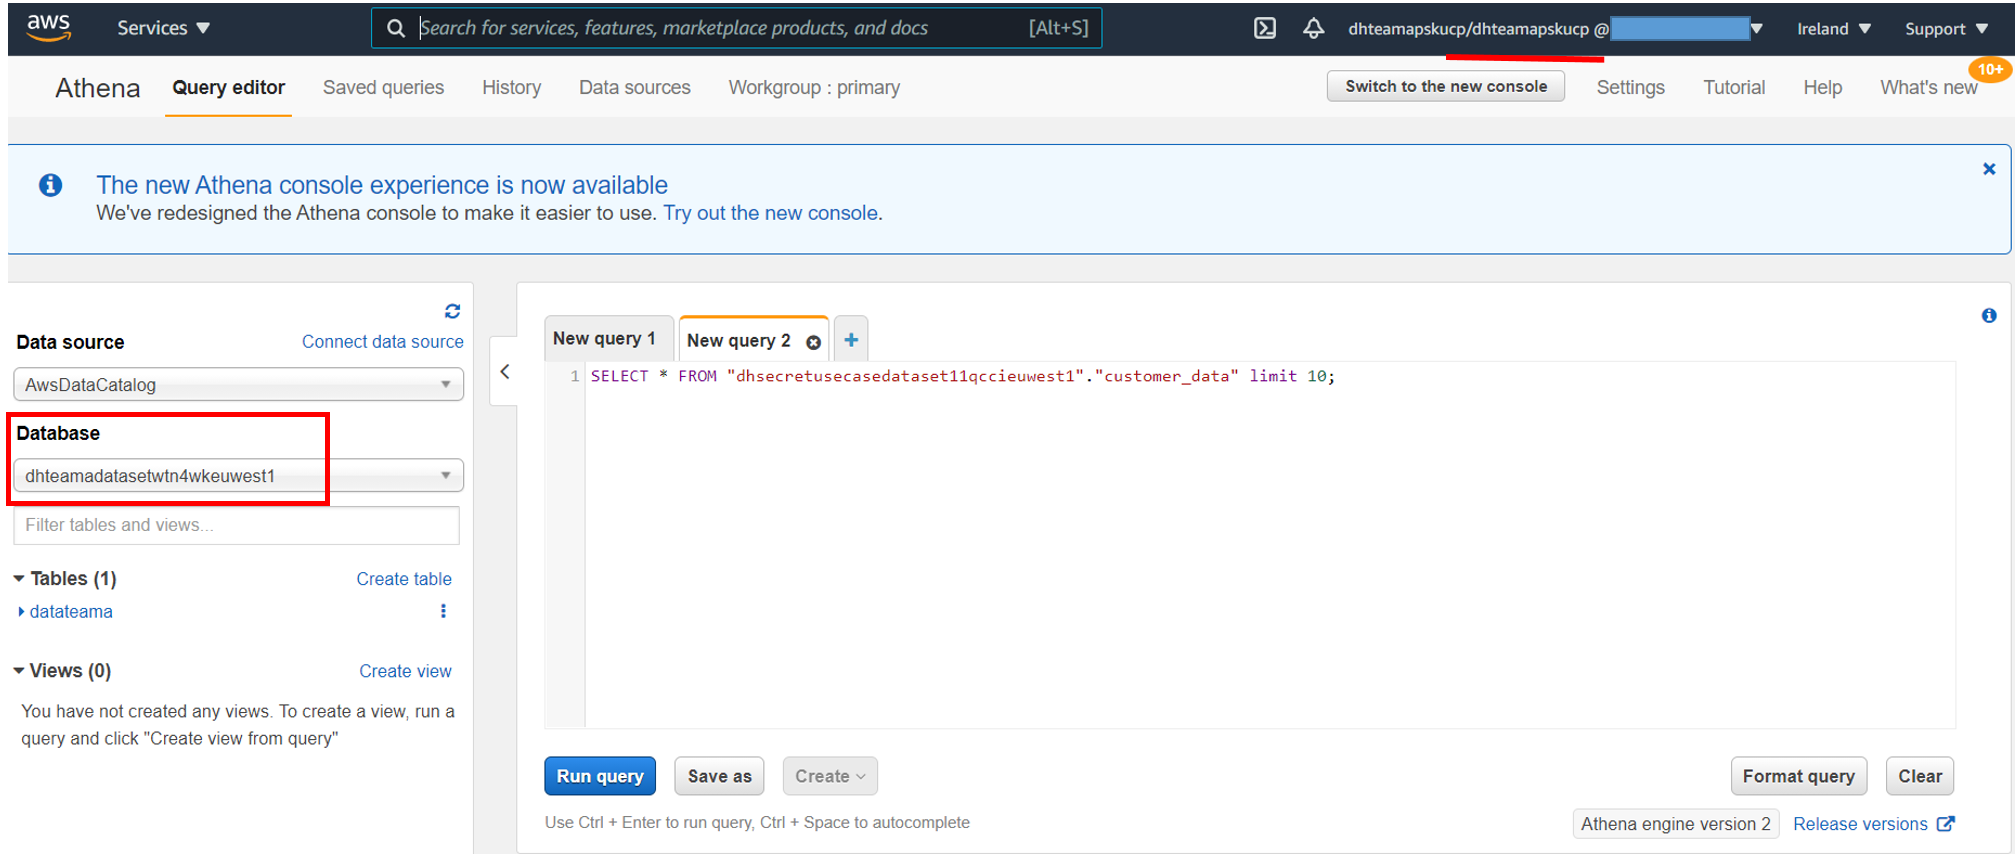 aws Services Search for services, features, marketplace products, and docs [Alt+S] dhteamapskucp/dhteamapskucp @ Ireland Support
10+
Athena Query editor Saved queries History Data sources Workgroup : primary Switch to the new console Settings Tutorial Help What's new
The new Athena console experience is now available
We've redesigned the Athena console to make it easier to use. Try out the new console.
Data source Connect data source
AwsDataCatalog
Database
dhteamadatasetwtn4wkeuwest1
Filter tables and views...
Tables (1) Create table
datateama
Views (0) Create view
You have not created any views. To create a view, run a
query and click "Create view from query"
New query 1 New query 2 +
1 SELECT * FROM "dhsecretusecasedataset11qccieuwest1"."customer_data" limit 10;
Run query Save as Create Format query Clear
Use Ctrl + Enter to run query, Ctrl + Space to autocomplete Athena engine version 2 Release versions